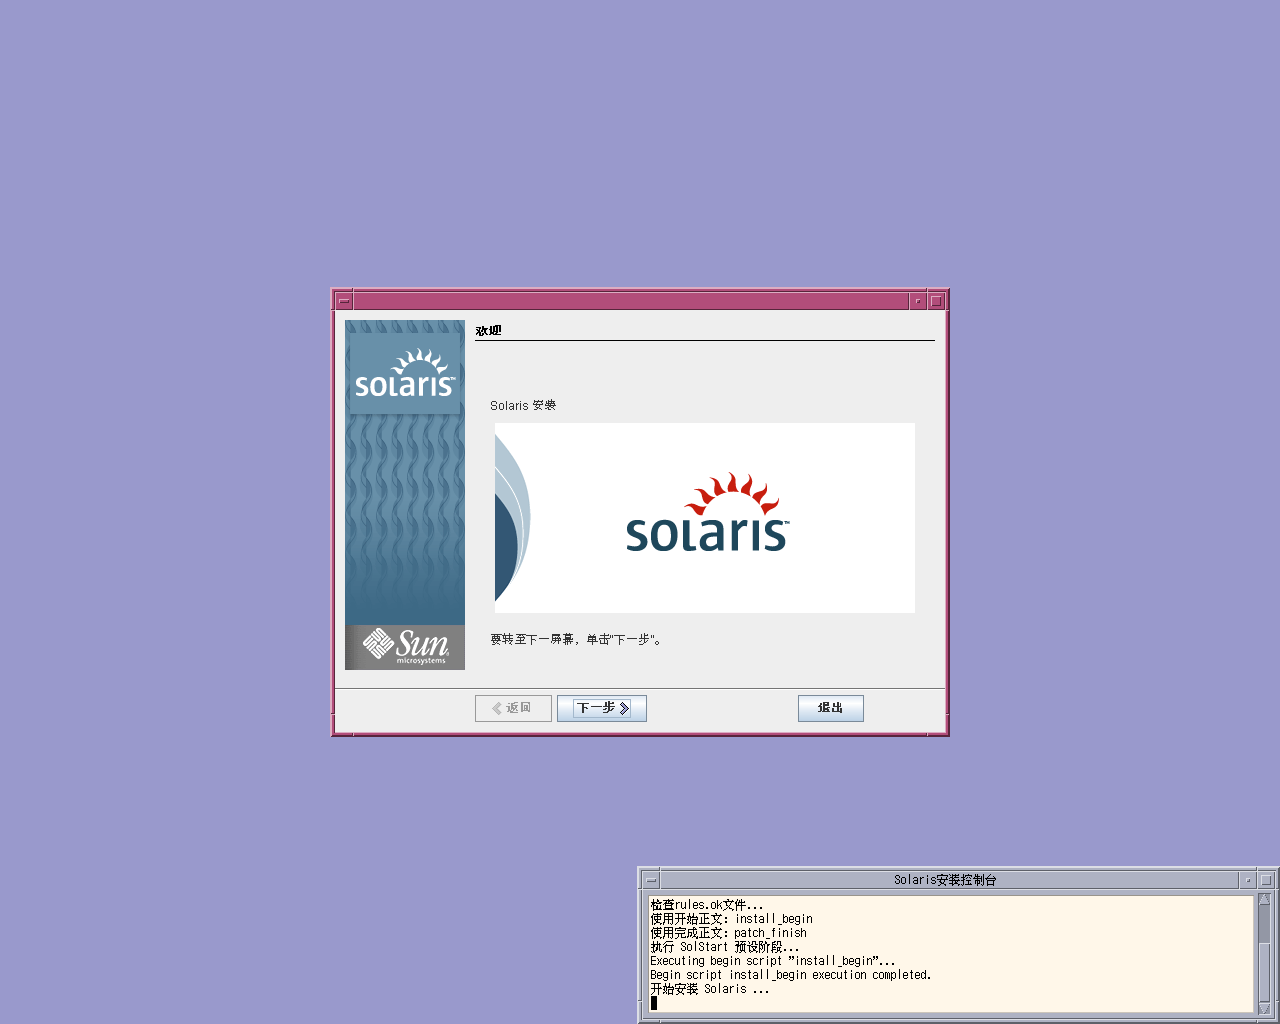 欢迎
solaris™
Solaris 安装
solaris™
要转至下一屏幕，单击"下一步"。
Sun
microsystems
返回
下一步
退出
Solaris安装控制台
检查rules.ok文件...
使用开始正文: install_begin
使用完成正文: patch_finish
执行 SolStart 预设阶段...
Executing begin script "install_begin"...
Begin script install_begin execution completed.
开始安装 Solaris ...